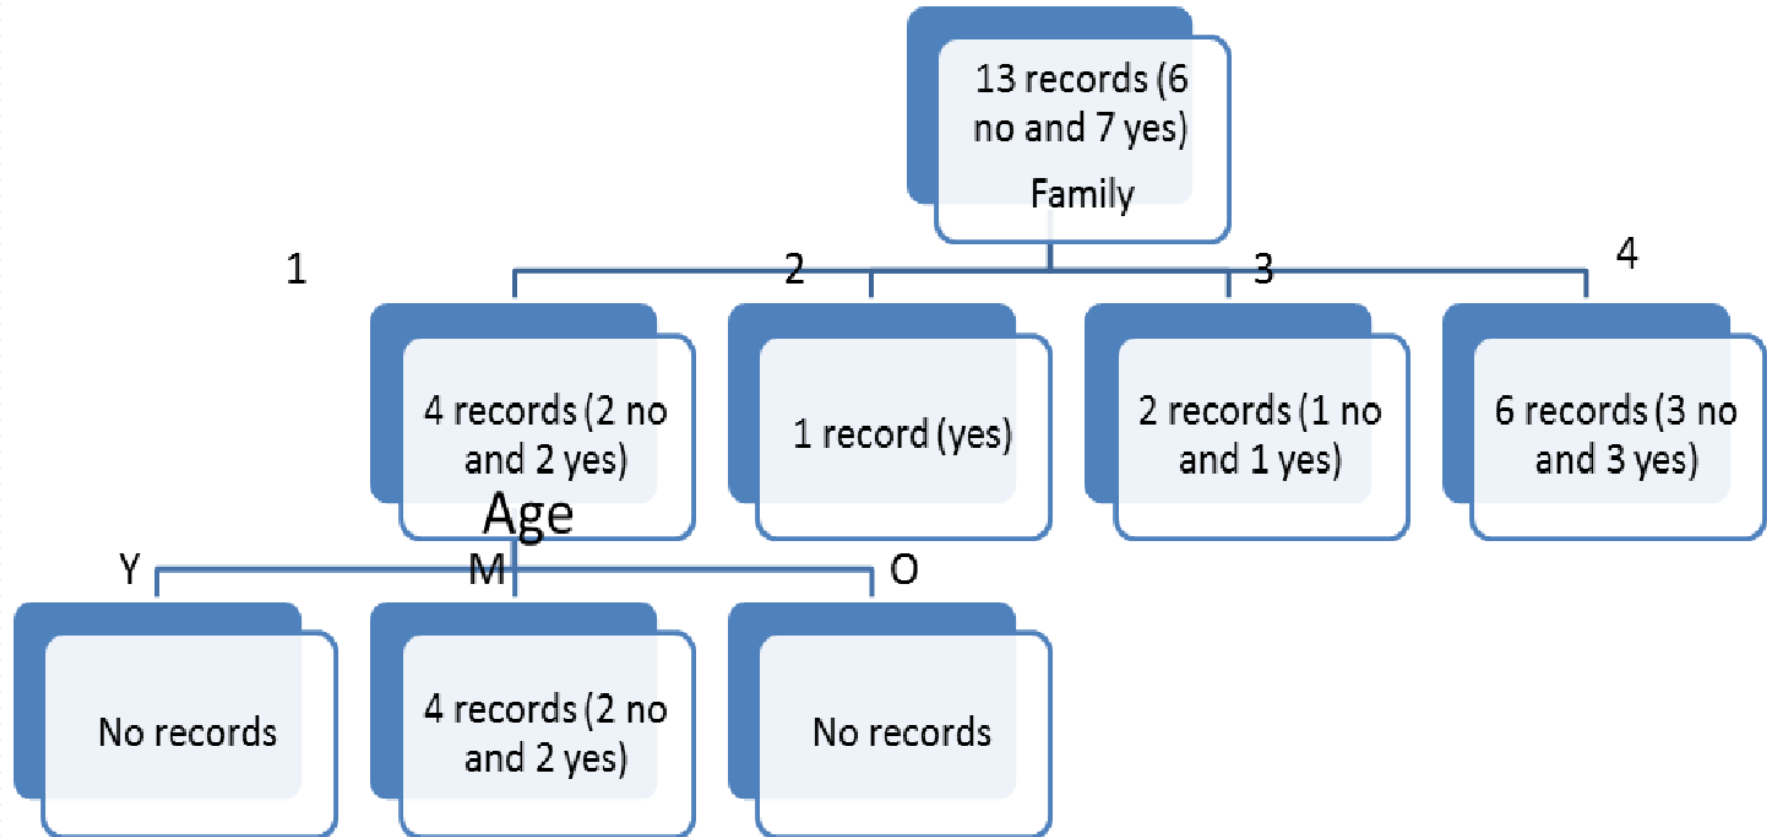 13 records (6
no and 7 yes)
Family
1
2
3
4
4 records (2 no
and 2 yes)
Age
1 record (yes)
2 records (1 no
and 1 yes)
6 records (3 no
and 3 yes)
Y
M
O
No records
4 records (2 no
and 2 yes)
No records